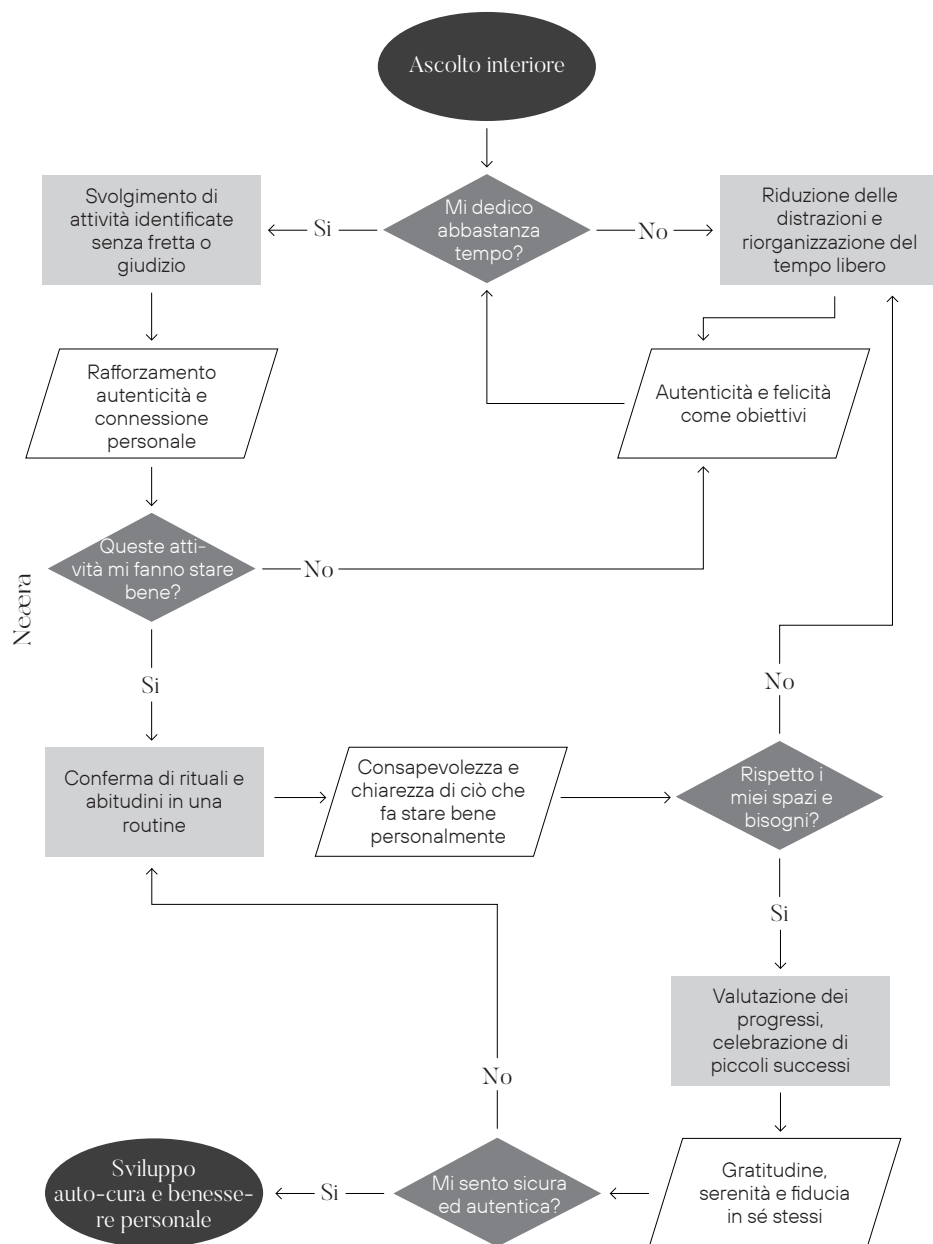 Ascolto interiore
Svolgimento di
attività identificate
senza fretta o
giudizio
Si
Mi dedico
abbastanza
tempo?
No
Riduzione delle
distrazioni e
riorganizzazione del
tempo libero
Rafforzamento
autenticità e
connessione
personale
Autenticità e felicità
come obiettivi
Queste atti-
vità mi fanno stare
bene?
No
Neæra
Si
No
Conferma di rituali e
abitudini in una
routine
Consapevolezza e
chiarezza di ciò che
fa stare bene
personalmente
Rispetto i
miei spazi e
bisogni?
Si
Valutazione dei
progressi,
celebrazione di
piccoli successi
No
Sviluppo
auto-cura e benesse-
re personale
Si
Mi sento sicura
ed autentica?
Gratitudine,
serenità e fiducia
in sé stessi